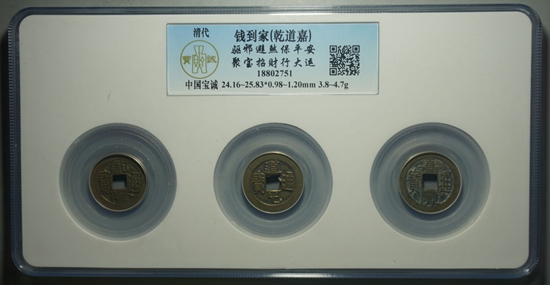 清代
钱到家(乾道嘉)
驱邪避煞保平安
聚宝招财行大运
18802751
中国宝诚 24.16~25.83*0.98~1.20mm 3.8~4.7g